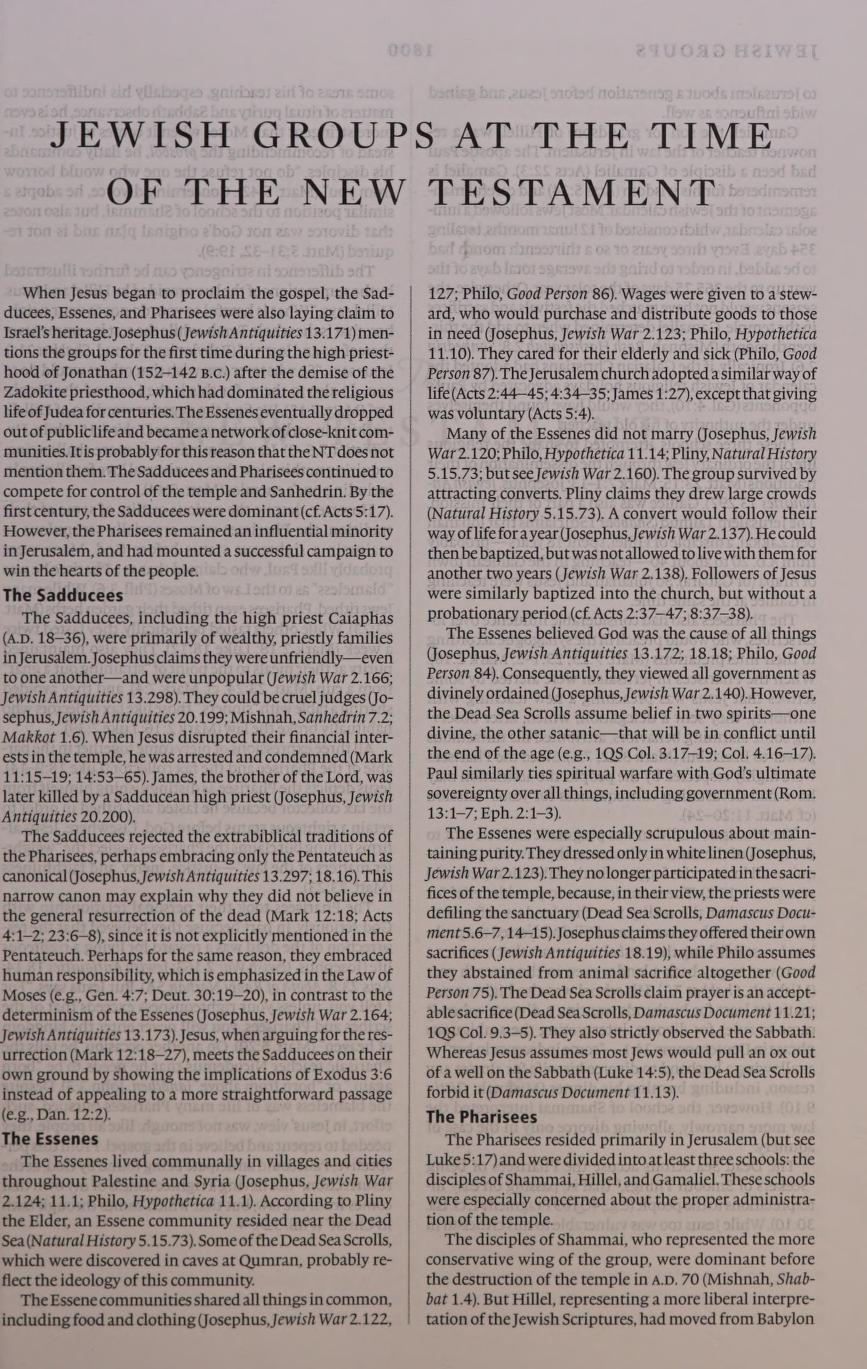 JEWISH GROUPS AT THE TIME
OF THE NEW TESTAMENT
When Jesus began to proclaim the gospel, the Sad-
ducees, Essenes, and Pharisees were also laying claim to
Israel's heritage. Josephus (Jewish Antiquities 13.171) men-
tions the groups for the first time during the high priest-
hood of Jonathan (152–142 B.C.) after the demise of the
Zadokite priesthood, which had dominated the religious
life of Judea for centuries. The Essenes eventually dropped
out of public life and became a network of close-knit com-
munities. It is probably for this reason that the NT does not
mention them. The Sadducees and Pharisees continued to
compete for control of the temple and Sanhedrin. By the
first century, the Sadducees were dominant (cf. Acts 5:17).
However, the Pharisees remained an influential minority
in Jerusalem, and had mounted a successful campaign to
win the hearts of the people.
The Sadducees
The Sadducees, including the high priest Caiaphas
(A.D. 18–36), were primarily of wealthy, priestly families
in Jerusalem. Josephus claims they were unfriendly—even
to one another—and were unpopular (Jewish War 2.166;
Jewish Antiquities 13.298). They could be cruel judges (Jo-
sephus, Jewish Antiquities 20.199; Mishnah, Sanhedrin 7.2;
Makkot 1.6). When Jesus disrupted their financial inter-
ests in the temple, he was arrested and condemned (Mark
11:15–19; 14:53–65). James, the brother of the Lord, was
later killed by a Sadducean high priest (Josephus, Jewish
Antiquities 20.200).
The Sadducees rejected the extrabiblical traditions of
the Pharisees, perhaps embracing only the Pentateuch as
canonical (Josephus, Jewish Antiquities 13.297; 18.16). This
narrow canon may explain why they did not believe in
the general resurrection of the dead (Mark 12:18; Acts
4:1–2; 23:6–8), since it is not explicitly mentioned in the
Pentateuch. Perhaps for the same reason, they embraced
human responsibility, which is emphasized in the Law of
Moses (e.g., Gen. 4:7; Deut. 30:19–20), in contrast to the
determinism of the Essenes (Josephus, Jewish War 2.164;
Jewish Antiquities 13.173). Jesus, when arguing for the res-
urrection (Mark 12:18–27), meets the Sadducees on their
own ground by showing the implications of Exodus 3:6
instead of appealing to a more straightforward passage
(e.g., Dan. 12:2).
The Essenes
The Essenes lived communally in villages and cities
throughout Palestine and Syria (Josephus, Jewish War
2.124; 11.1; Philo, Hypothetica 11.1). According to Pliny
the Elder, an Essene community resided near the Dead
Sea (Natural History 5.15.73). Some of the Dead Sea Scrolls,
which were discovered in caves at Qumran, probably re-
flect the ideology of this community.
The Essene communities shared all things in common,
including food and clothing (Josephus, Jewish War 2.122,
127; Philo, Good Person 86). Wages were given to a stew-
ard, who would purchase and distribute goods to those
in need (Josephus, Jewish War 2.123; Philo, Hypothetica
11.10). They cared for their elderly and sick (Philo, Good
Person 87). The Jerusalem church adopted a similar way of
life (Acts 2:44–45; 4:34–35; James 1:27), except that giving
was voluntary (Acts 5:4).
Many of the Essenes did not marry (Josephus, Jewish
War 2.120; Philo, Hypothetica 11.14; Pliny, Natural History
5.15.73; but see Jewish War 2.160). The group survived by
attracting converts. Pliny claims they drew large crowds
(Natural History 5.15.73). A convert would follow their
way of life for a year (Josephus, Jewish War 2.137). He could
then be baptized, but was not allowed to live with them for
another two years (Jewish War 2.138). Followers of Jesus
were similarly baptized into the church, but without a
probationary period (cf. Acts 2:37–47; 8:37–38).
The Essenes believed God was the cause of all things
(Josephus, Jewish Antiquities 13.172; 18.18; Philo, Good
Person 84). Consequently, they viewed all government as
divinely ordained (Josephus, Jewish War 2.140). However,
the Dead Sea Scrolls assume belief in two spirits—one
divine, the other satanic—that will be in conflict until
the end of the age (e.g., 1QS Col. 3.17–19; Col. 4.16–17).
Paul similarly ties spiritual warfare with God's ultimate
sovereignty over all things, including government (Rom.
13:1–7; Eph. 2:1–3).
The Essenes were especially scrupulous about main-
taining purity. They dressed only in white linen (Josephus,
Jewish War 2.123). They no longer participated in the sacri-
fices of the temple, because, in their view, the priests were
defiling the sanctuary (Dead Sea Scrolls, Damascus Docu-
ment 5.6–7, 14–15). Josephus claims they offered their own
sacrifices (Jewish Antiquities 18.19), while Philo assumes
they abstained from animal sacrifice altogether (Good
Person 75). The Dead Sea Scrolls claim prayer is an accept-
able sacrifice (Dead Sea Scrolls, Damascus Document 11.21;
1QS Col. 9.3–5). They also strictly observed the Sabbath.
Whereas Jesus assumes most Jews would pull an ox out
of a well on the Sabbath (Luke 14:5), the Dead Sea Scrolls
forbid it (Damascus Document 11.13).
The Pharisees
The Pharisees resided primarily in Jerusalem (but see
Luke 5:17) and were divided into at least three schools: the
disciples of Shammai, Hillel, and Gamaliel. These schools
were especially concerned about the proper administra-
tion of the temple.
The disciples of Shammai, who represented the more
conservative wing of the group, were dominant before
the destruction of the temple in A.D. 70 (Mishnah, Shab-
bat 1.4). But Hillel, representing a more liberal interpre-
tation of the Jewish Scriptures, had moved from Babylon